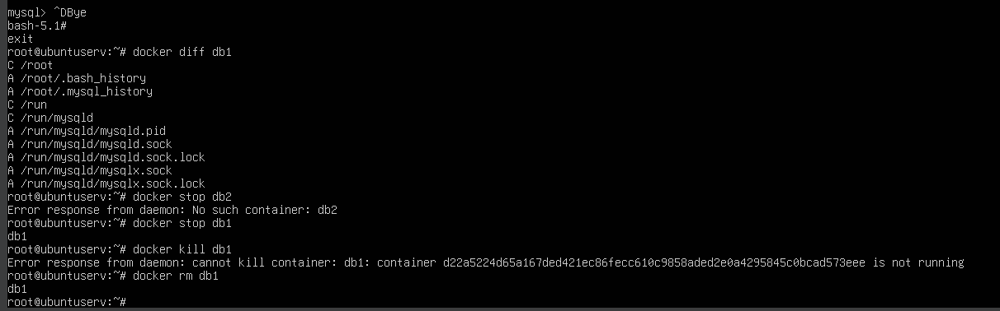 mysql> ^DBye
bash-5.1#
exit
root@ubuntuserv:~# docker diff db1
C /root
A /root/.bash_history
A /root/.mysql_history
C /run
C /run/mysqld
A /run/mysqld/mysqld.pid
A /run/mysqld/mysqld.sock
A /run/mysqld/mysqld.sock.lock
A /run/mysqld/mysqlx.sock
A /run/mysqld/mysqlx.sock.lock
root@ubuntuserv:~# docker stop db2
Error response from daemon: No such container: db2
root@ubuntuserv:~# docker stop db1
db1
root@ubuntuserv:~# docker kill db1
Error response from daemon: cannot kill container: db1: container d22a5224d65a167ded421ec86fecc610c9858aded2e0a4295845c0bcad573eee is not running
root@ubuntuserv:~# docker rm db1
db1
root@ubuntuserv:~#